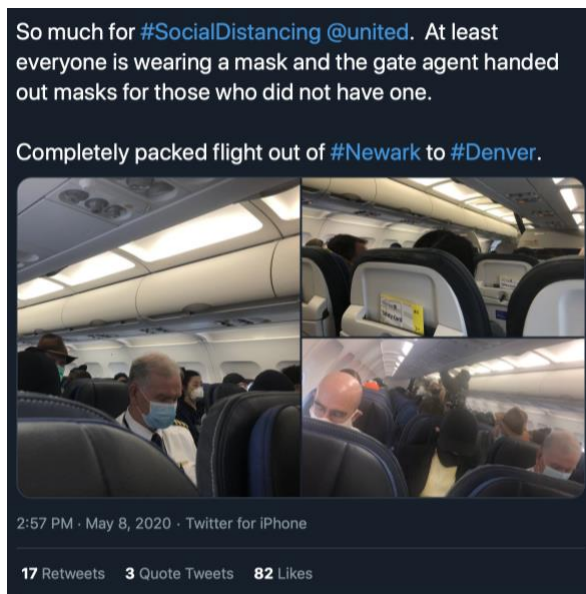 So much for #SocialDistancing @united. At least
everyone is wearing a mask and the gate agent handed
out masks for those who did not have one.
Completely packed flight out of #Newark to #Denver.
2:57 PM · May 8, 2020 · Twitter for iPhone
17 Retweets 3 Quote Tweets 82 Likes